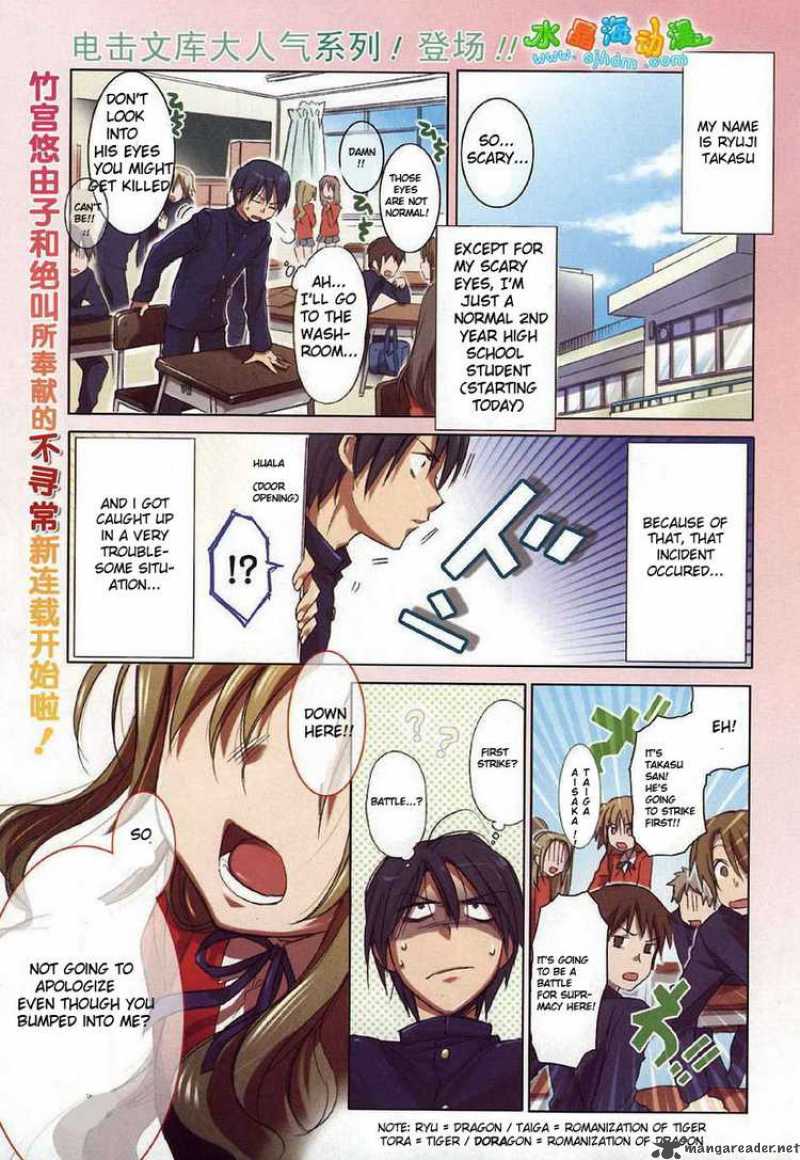 电击文库大人气系列! 登场!!
水晶海动漫
www.sjhdm.com
竹宫悠由子和绝叫所奉献的不寻常新连载开始啦!
MY NAME
IS RYUJI
TAKASU
SO...
SCARY...
EXCEPT FOR
MY SCARY
EYES, I'M
JUST A
NORMAL 2ND
YEAR HIGH
SCHOOL
STUDENT
(STARTING
TODAY)
ひそ
THOSE
EYES
ARE NOT
NORMAL!
DAMN
!!
AH...
I'LL GO
TO THE
WASH-
ROOM...
ひそ
DON'T
LOOK
INTO
HIS EYES
YOU MIGHT
GET KILLED
CAN'T
BE!!
BECAUSE
OF THAT, THAT
INCIDENT
OCCURED...
ドン
HUALA
(DOOR
OPENING)
!?
AND I GOT
CAUGHT UP
IN A VERY
TROUBLE-
SOME SITU-
ATION...
EH!
IT'S
TAKASU
SAN!
HE'S
GOING
TO STRIKE
FIRST!!
TAIGA
AISAKA!
IT'S
GOING
TO BE A
BATTLE
FOR SUPR-
MACY HERE!
FIRST
STRIKE?
BATTLE...?
??
DOWN
HERE!!
SO.
NOT GOING TO
APOLOGIZE
EVEN THOUGH YOU
BUMPED INTO ME?
NOTE: RYU = DRAGON / TAIGA = ROMANIZATION OF TIGER
TORA = TIGER / DORAGON = ROMANIZATION OF DRAGON
mangareader.net